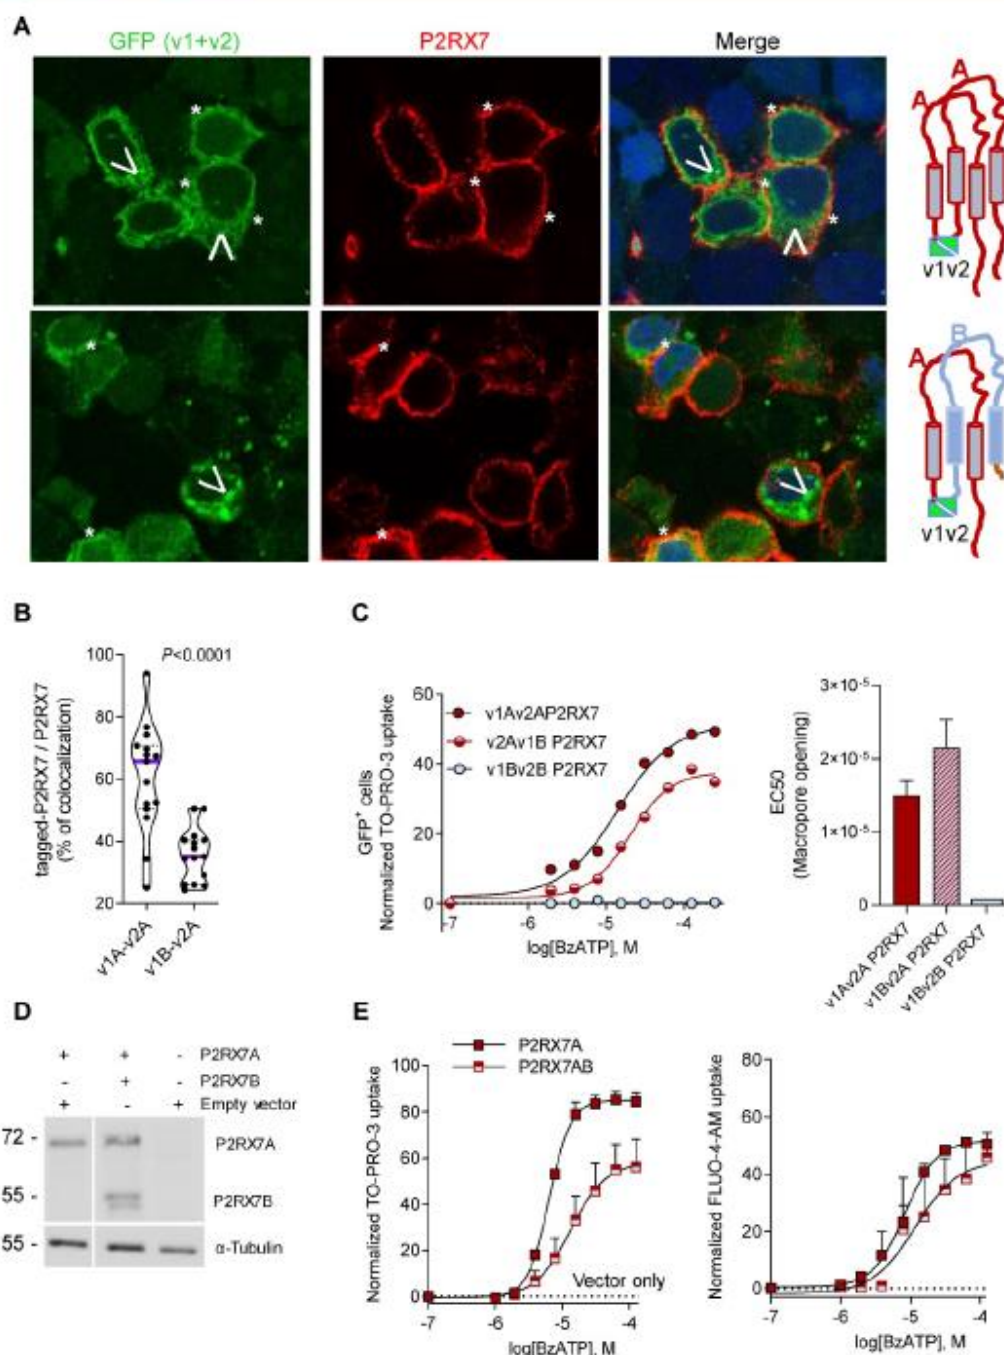 A
GFP (v1+v2)
P2RX7
Merge
A
A
v1v2
B
A
v1v2
B
P<0.0001
100
80
60
40
20
tagged-P2RX7 / P2RX7
(% of colocalization)
v1A-v2A
v1B-v2A
C
60
40
20
0
GFP+ cells
Normalized TO-PRO-3 uptake
v1Av2AP2RX7
v2Av1B P2RX7
v1Bv2B P2RX7
-6
-5
-4
log[BzATP], M
3×10-5
2×10-5
1×10-5
0
EC50
(Macropore opening)
v1Av2A P2RX7
v1Bv2A P2RX7
v1Bv2B P2RX7
D
+ + - P2RX7A
- + - P2RX7B
+ - + Empty vector
72 -
P2RX7A
55 -
P2RX7B
55 -
α-Tubulin
E
P2RX7A
P2RX7AB
100
80
60
40
20
0
Normalized TO-PRO-3 uptake
Vector only
-7
-6
-5
-4
log[BzATP], M
80
60
40
20
0
Normalized FLUO-4-AM uptake
-7
-6
-5
-4
log[BzATP], M